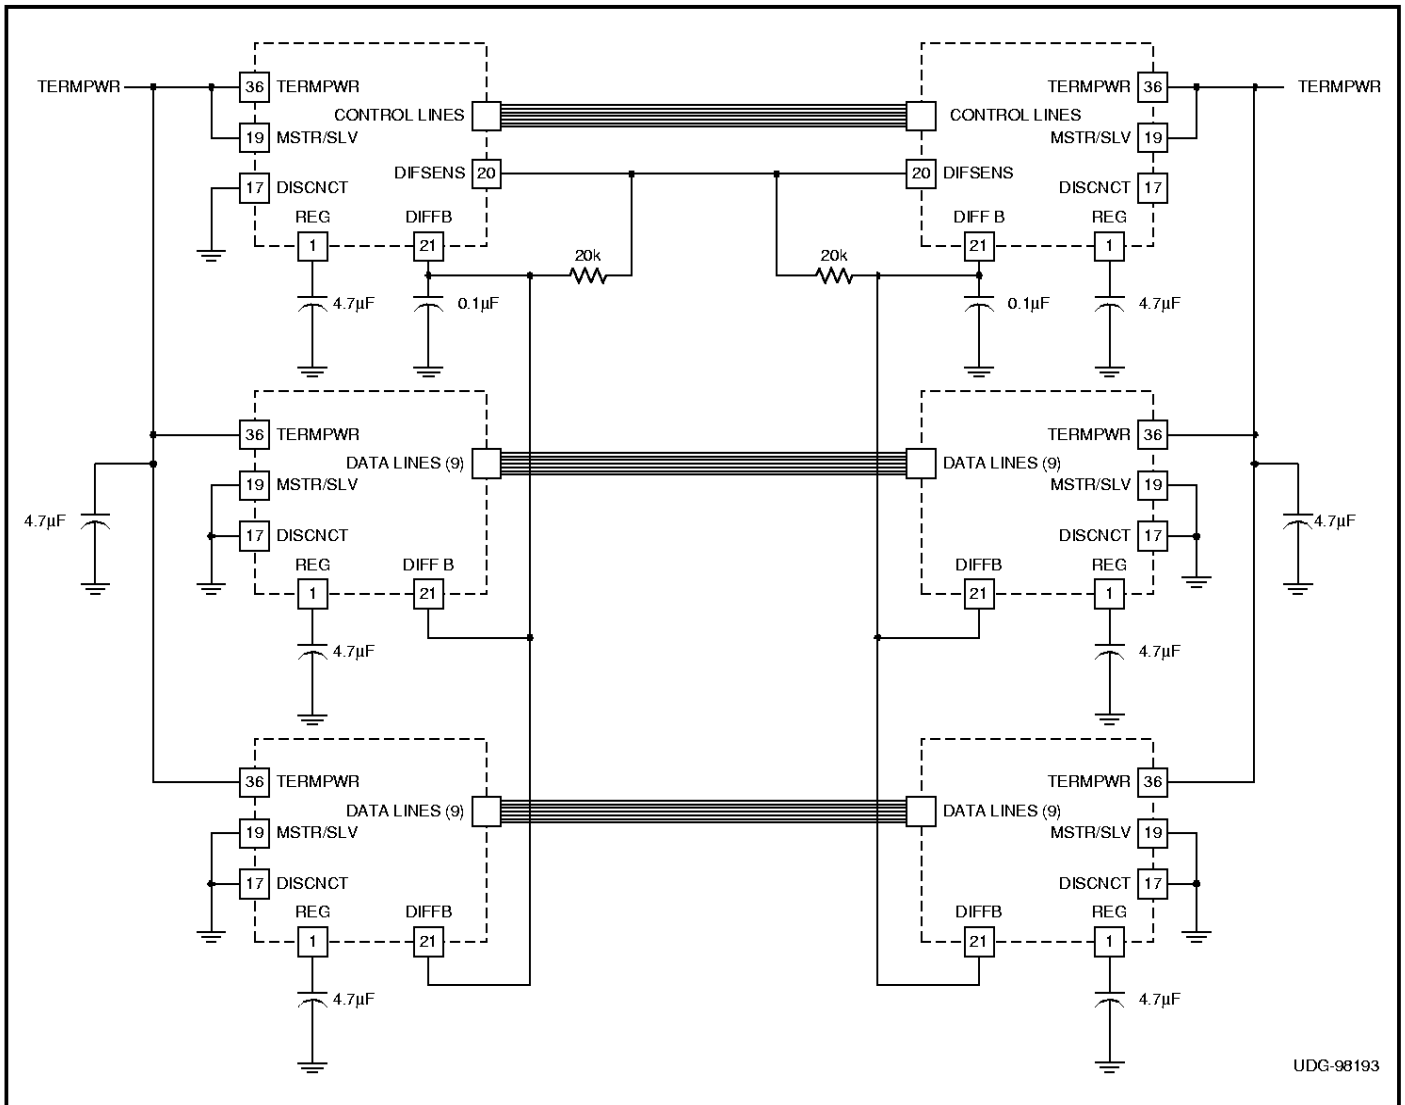 TERMPWR 36 TERMPWR TERMPWR 36 TERMPWR
CONTROL LINES CONTROL LINES
19 MSTR/SLV MSTR/SLV 19
DIFSENS 20 20 DIFSENS
17 DISCNCT DISCNCT 17
REG DIFFB DIFF B REG
1 21 21 1
20k 20k
4.7µF 0.1µF 0.1µF 4.7µF
36 TERMPWR TERMPWR 36
DATA LINES (9) DATA LINES (9)
19 MSTR/SLV MSTR/SLV 19
4.7µF 4.7µF
17 DISCNCT DISCNCT 17
REG DIFF B DIFFB REG
1 21 21 1
4.7µF 4.7µF
36 TERMPWR TERMPWR 36
DATA LINES (9) DATA LINES (9)
19 MSTR/SLV MSTR/SLV 19
17 DISCNCT DISCNCT 17
REG DIFFB DIFFB REG
1 21 21 1
4.7µF 4.7µF
UDG-98193